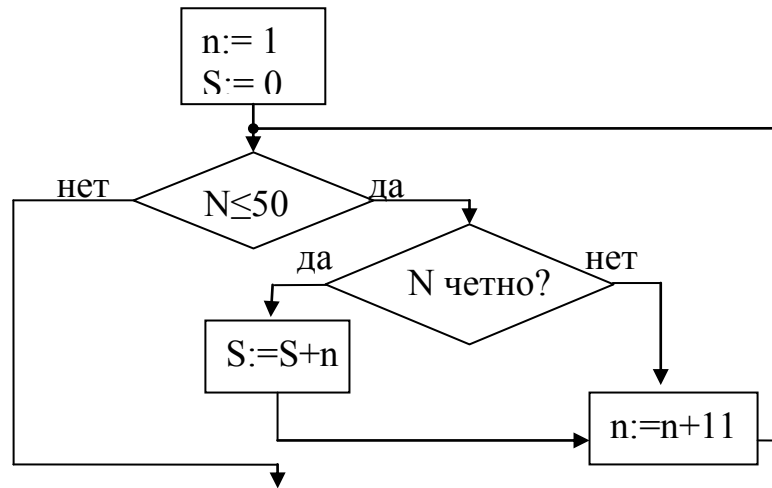 n:= 1
S:= 0
нет
да
N≤50
да
нет
N четно?
S:=S+n
n:=n+11